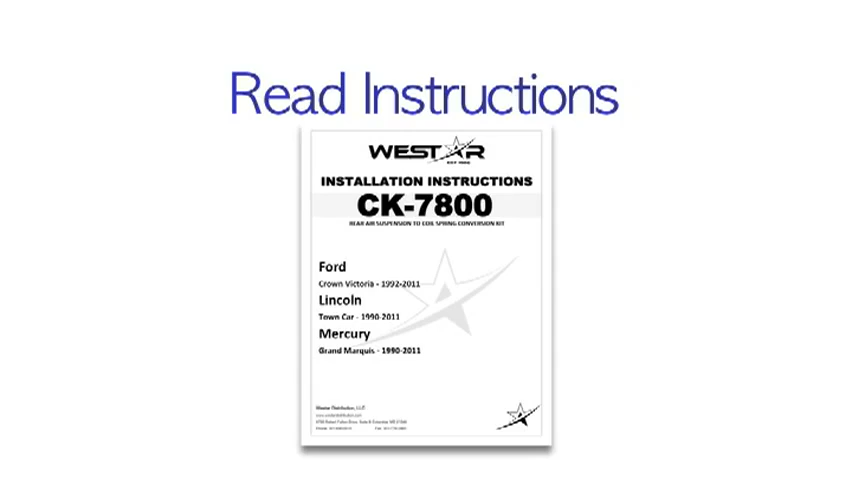 Read Instructions
WESTAR
INSTALLATION INSTRUCTIONS
CK-7800
REAR AIR SUSPENSION TO COIL SPRING CONVERSION KIT
Ford
Crown Victoria - 1992-2011
Lincoln
Town Car - 1990-2011
Mercury
Grand Marquis - 1990-2011
Westar Distribution, LLC